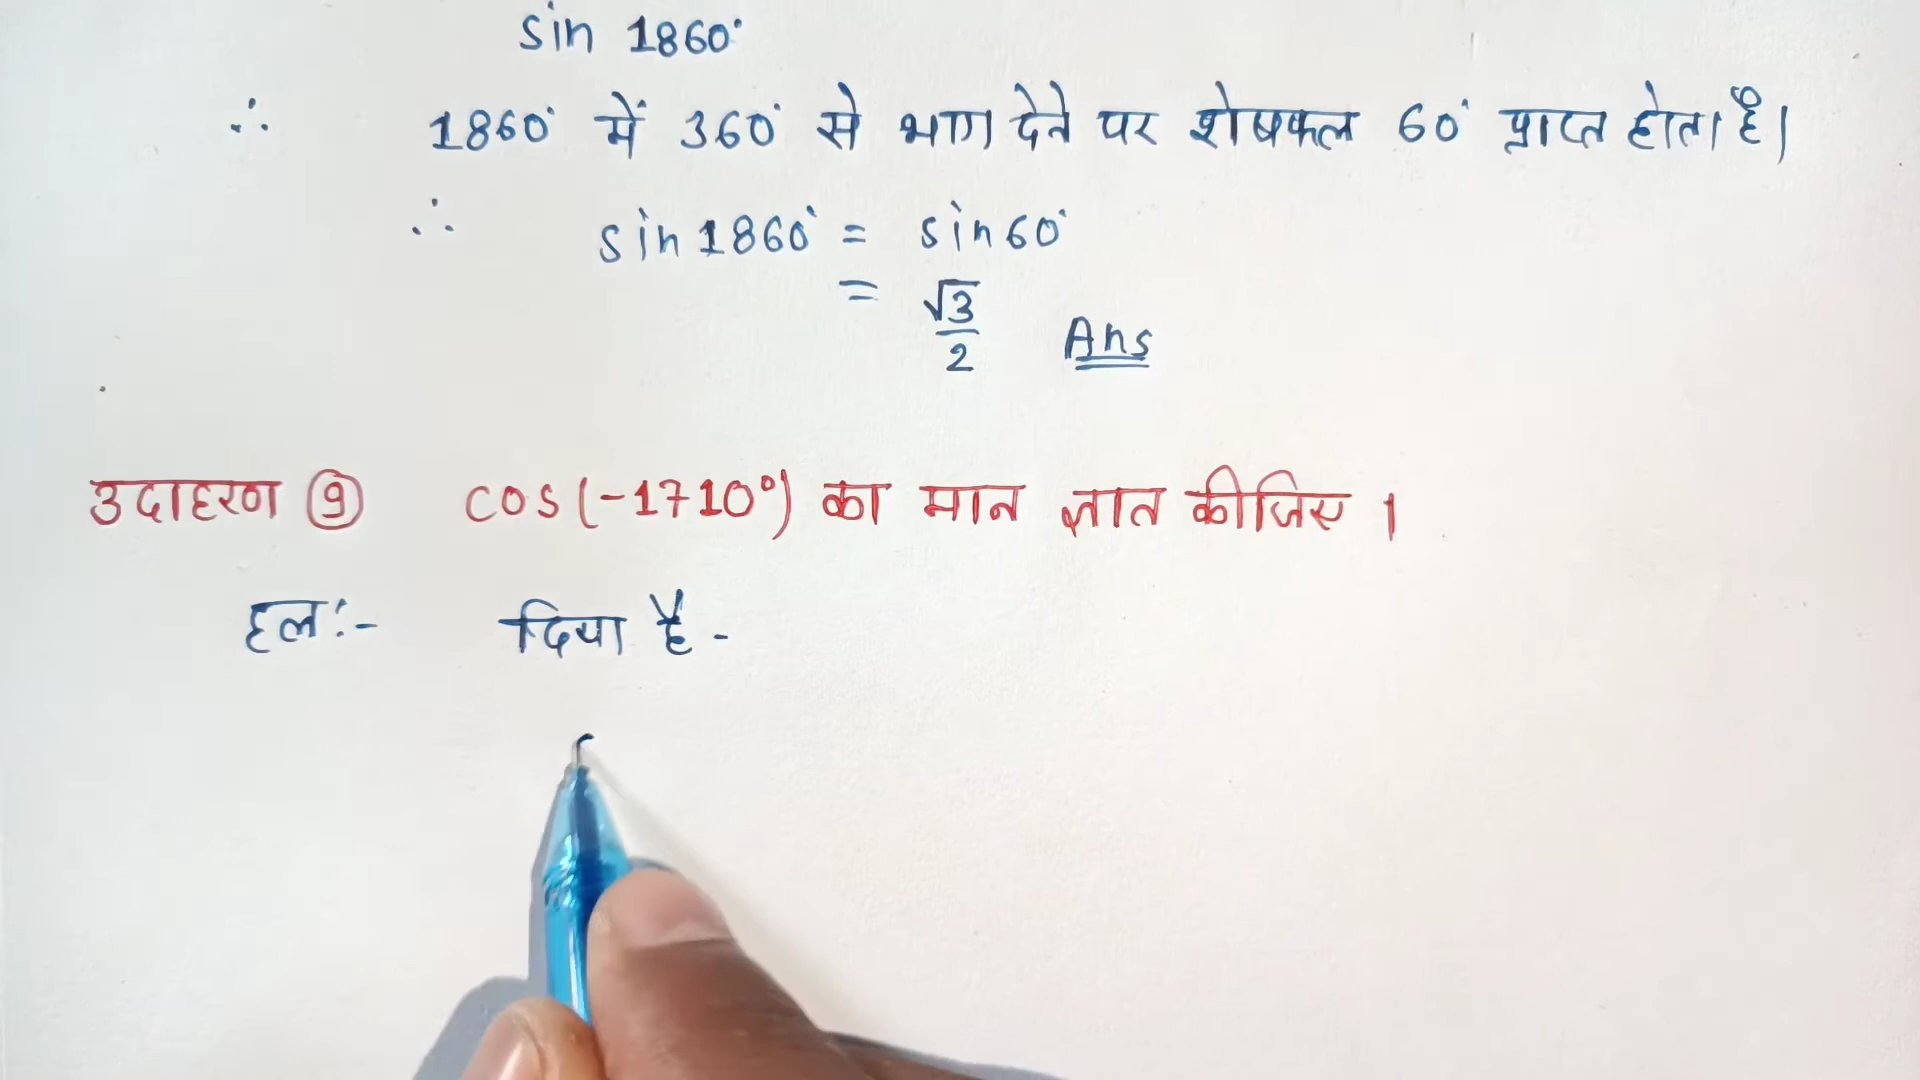 sin 1860°
∴ 1860° में 360° से भाग देने पर शेषफल 60° प्राप्त होता है।
∴ sin 1860° = sin 60°
= √3/2 Ans
उदाहरण 9 cos(-1710°) का मान ज्ञात कीजिए।
हल:- दिया है -